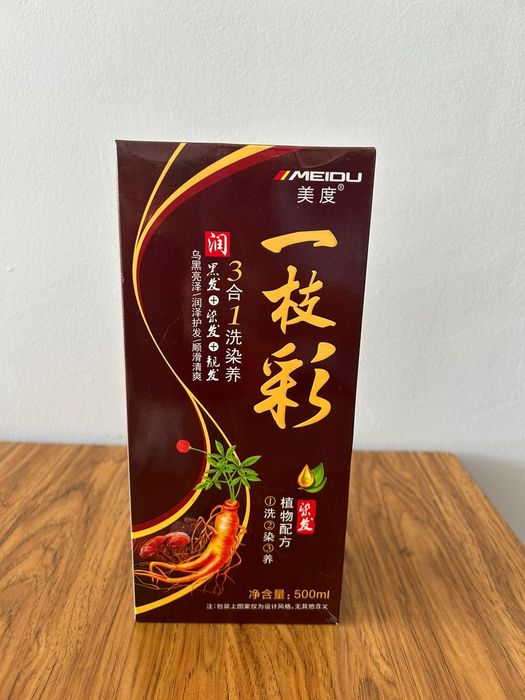 MEIDU
美度®
一枝彩
3合1洗染养
润黑发+染发+靓发
乌黑亮泽/润泽护发/顺滑清爽
染发
植物配方
①洗②染③养
净含量：500ml
注:包装上图案仅为设计风格,无其他含义